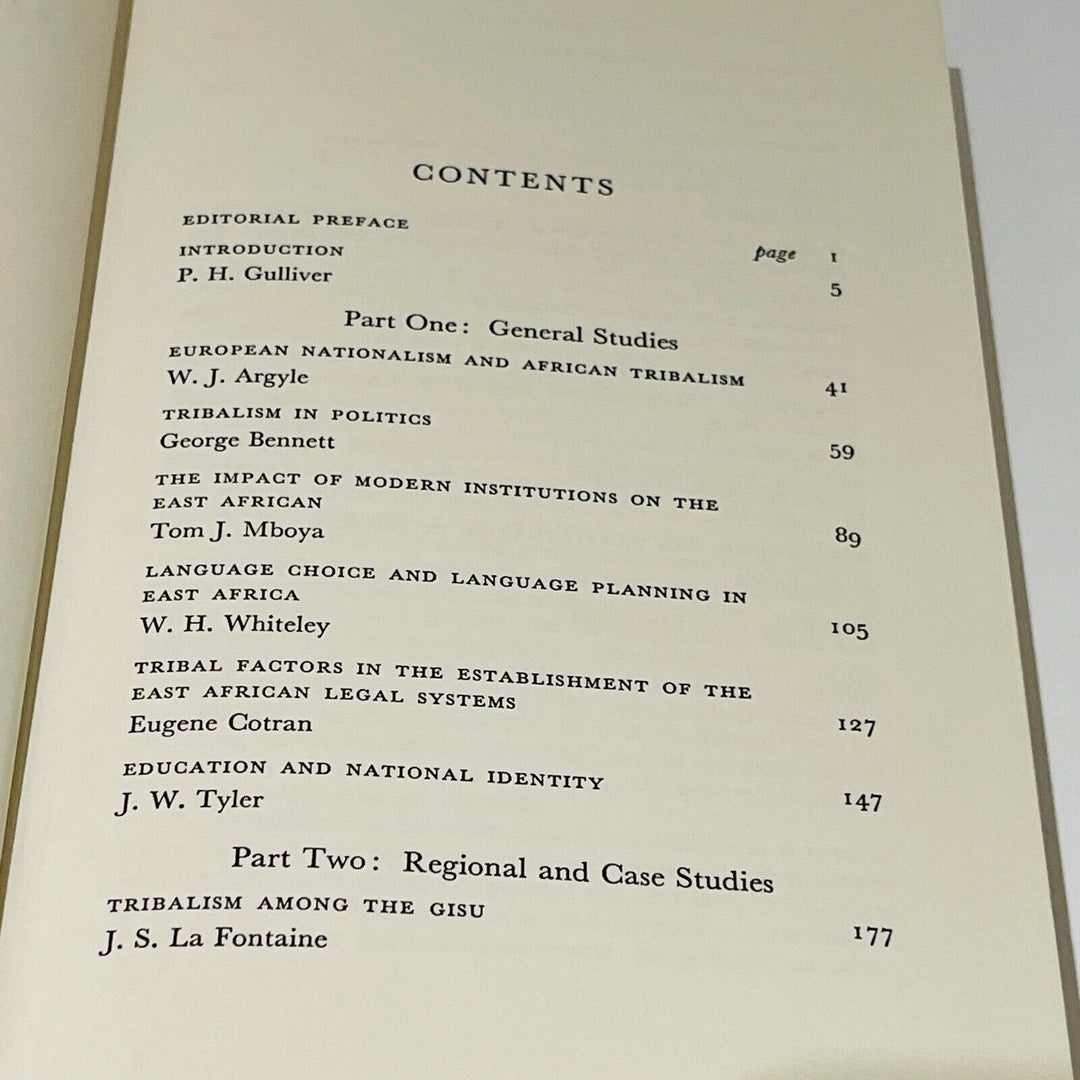 CONTENTS
EDITORIAL PREFACE page 1
INTRODUCTION
P. H. Gulliver 5
Part One: General Studies
EUROPEAN NATIONALISM AND AFRICAN TRIBALISM
W. J. Argyle 41
TRIBALISM IN POLITICS
George Bennett 59
THE IMPACT OF MODERN INSTITUTIONS ON THE
EAST AFRICAN
Tom J. Mboya 89
LANGUAGE CHOICE AND LANGUAGE PLANNING IN
EAST AFRICA
W. H. Whiteley 105
TRIBAL FACTORS IN THE ESTABLISHMENT OF THE
EAST AFRICAN LEGAL SYSTEMS
Eugene Cotran 127
EDUCATION AND NATIONAL IDENTITY
J. W. Tyler 147
Part Two: Regional and Case Studies
TRIBALISM AMONG THE GISU
J. S. La Fontaine 177